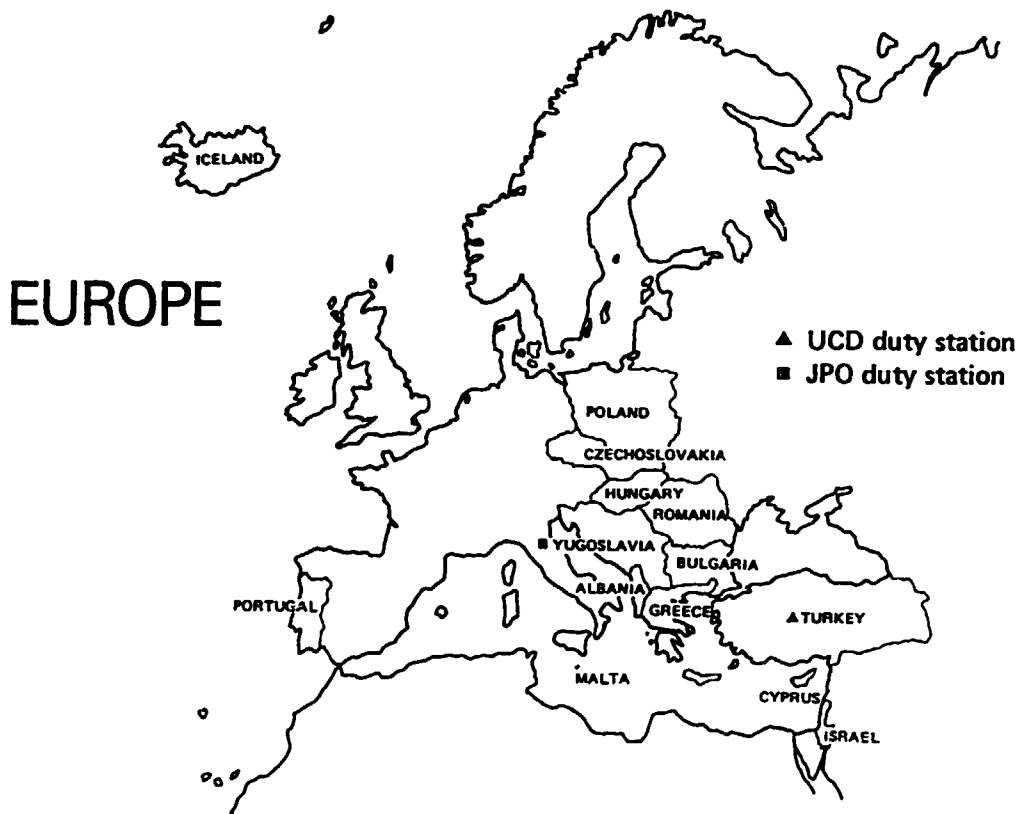 ICELAND
EUROPE
▲ UCD duty station
■ JPO duty station
POLAND
CZECHOSLOVAKIA
HUNGARY
ROMANIA
■ YUGOSLAVIA
BULGARIA
ALBANIA
PORTUGAL
GREECE
▲ TURKEY
MALTA
CYPRUS
ISRAEL